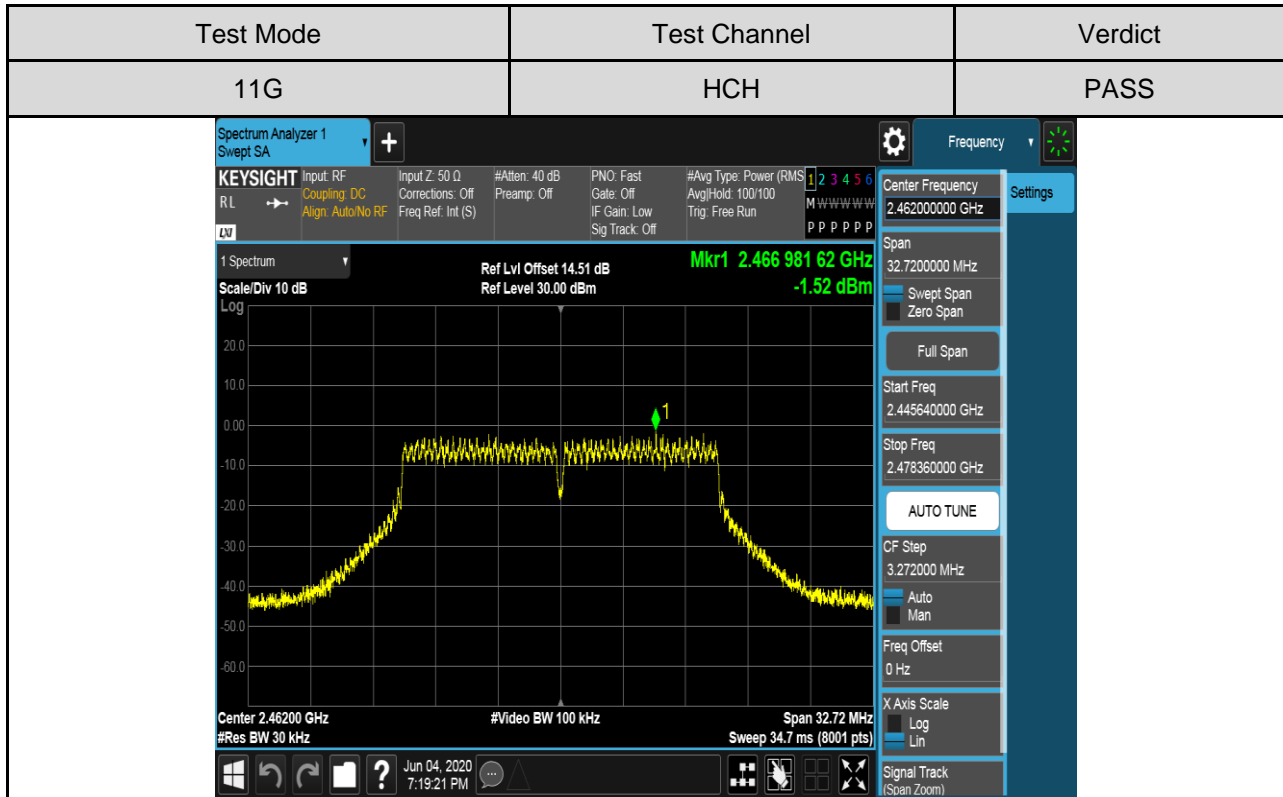 Test Mode Test Channel Verdict
11G HCH PASS
Spectrum Analyzer 1
Swept SA
+
Frequency
KEYSIGHT Input: RF Input Z: 50 Ω #Atten: 40 dB PNO: Fast #Avg Type: Power (RMS 1 2 3 4 5 6
RL Coupling: DC Corrections: Off Preamp: Off Gate: Off Avg|Hold: 100/100 M W W W W W
Align: Auto/No RF Freq Ref: Int (S) IF Gain: Low Trig: Free Run
LXI Sig Track: Off P P P P P P
1 Spectrum
Scale/Div 10 dB
Ref Lvl Offset 14.51 dB
Ref Level 30.00 dBm
Mkr1 2.466 981 62 GHz
-1.52 dBm
Log
20.0
10.0
0.00
-10.0
-20.0
-30.0
-40.0
-50.0
-60.0
1
Center 2.46200 GHz #Video BW 100 kHz Span 32.72 MHz
#Res BW 30 kHz Sweep 34.7 ms (8001 pts)
Center Frequency
2.462000000 GHz
Settings
Span
32.7200000 MHz
Swept Span
Zero Span
Full Span
Start Freq
2.445640000 GHz
Stop Freq
2.478360000 GHz
AUTO TUNE
CF Step
3.272000 MHz
Auto
Man
Freq Offset
0 Hz
X Axis Scale
Log
Lin
Signal Track
(Span Zoom)
?
Jun 04, 2020
7:19:21 PM